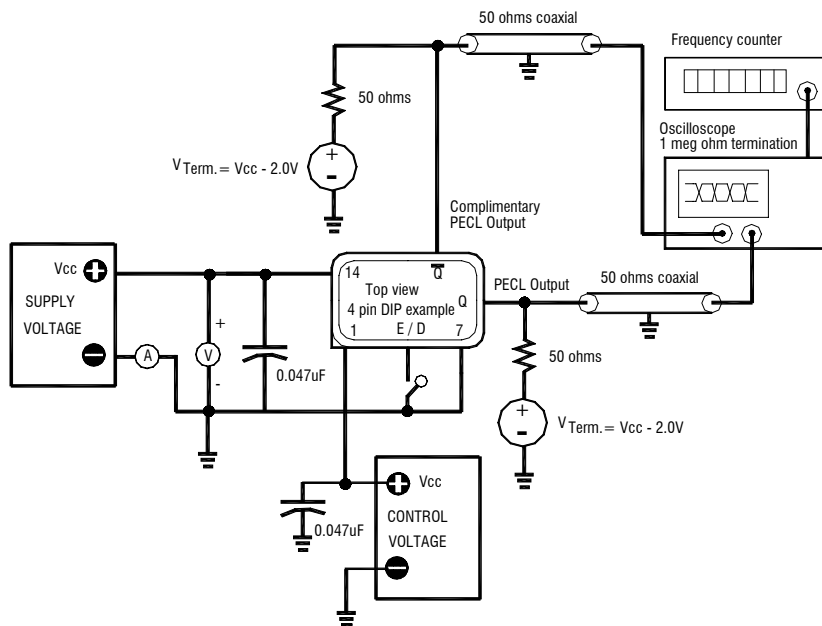 50 ohms coaxial
Frequency counter
50 ohms
Oscilloscope
1 meg ohm termination
+
-
V Term. = Vcc - 2.0V
Complimentary
PECL Output
Vcc +
SUPPLY
VOLTAGE
-
A
+
V
-
0.047uF
14
Q̅
Top view
4 pin DIP example
Q
1
E / D
7
PECL Output
50 ohms coaxial
50 ohms
+
-
V Term. = Vcc - 2.0V
0.047uF
+ Vcc
CONTROL
VOLTAGE
-